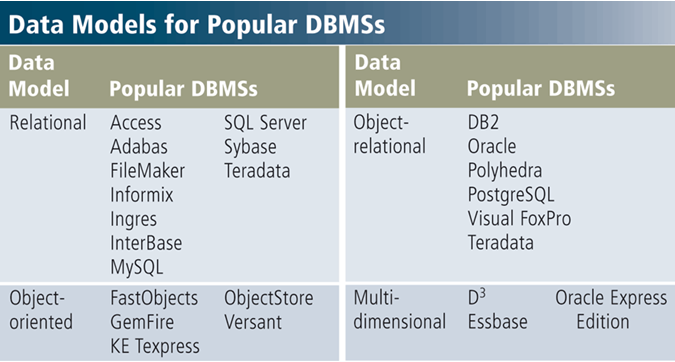 Data Models for Popular DBMSs
Data Model Popular DBMSs
Relational
Access
Adabas
FileMaker
Informix
Ingres
InterBase
MySQL
SQL Server
Sybase
Teradata
Object-
oriented
FastObjects
GemFire
KE Texpress
ObjectStore
Versant
Data Model Popular DBMSs
Object-
relational
DB2
Oracle
Polyhedra
PostgreSQL
Visual FoxPro
Teradata
Multi-
dimensional
D³
Essbase
Oracle Express
Edition